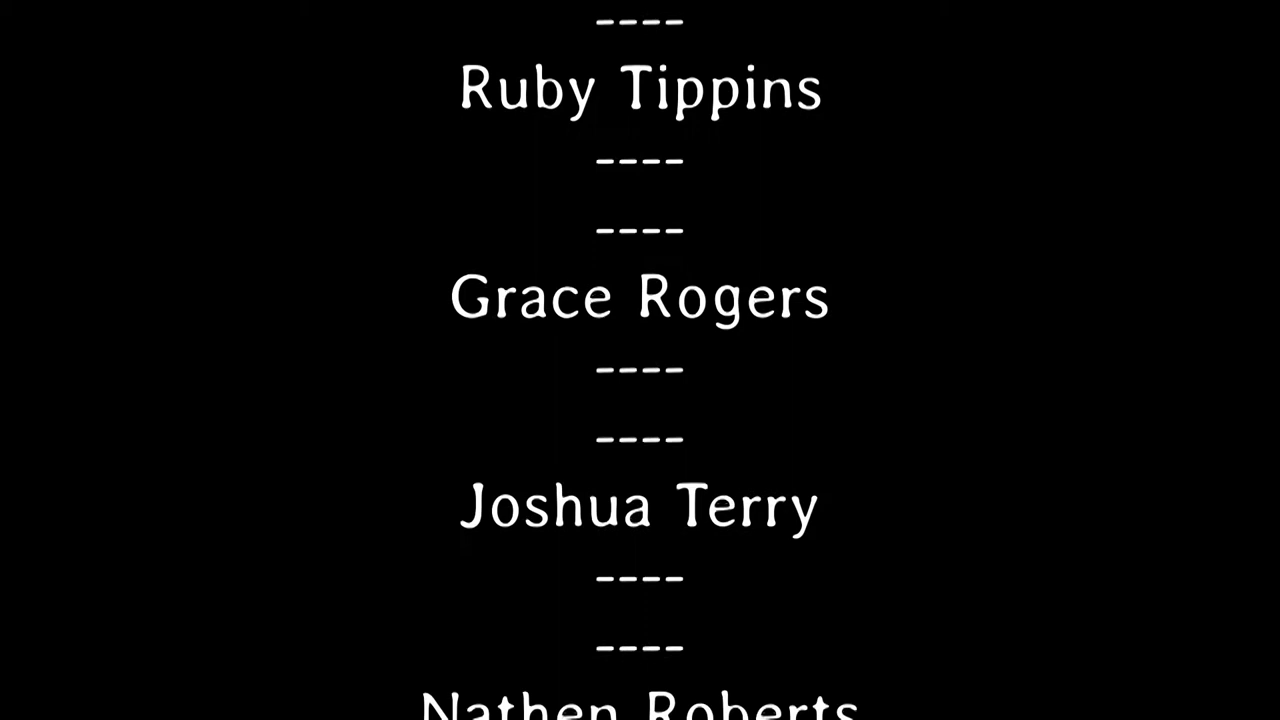 ----
Ruby Tippins
----
----
Grace Rogers
----
----
Joshua Terry
----
----
Nathen Roberts